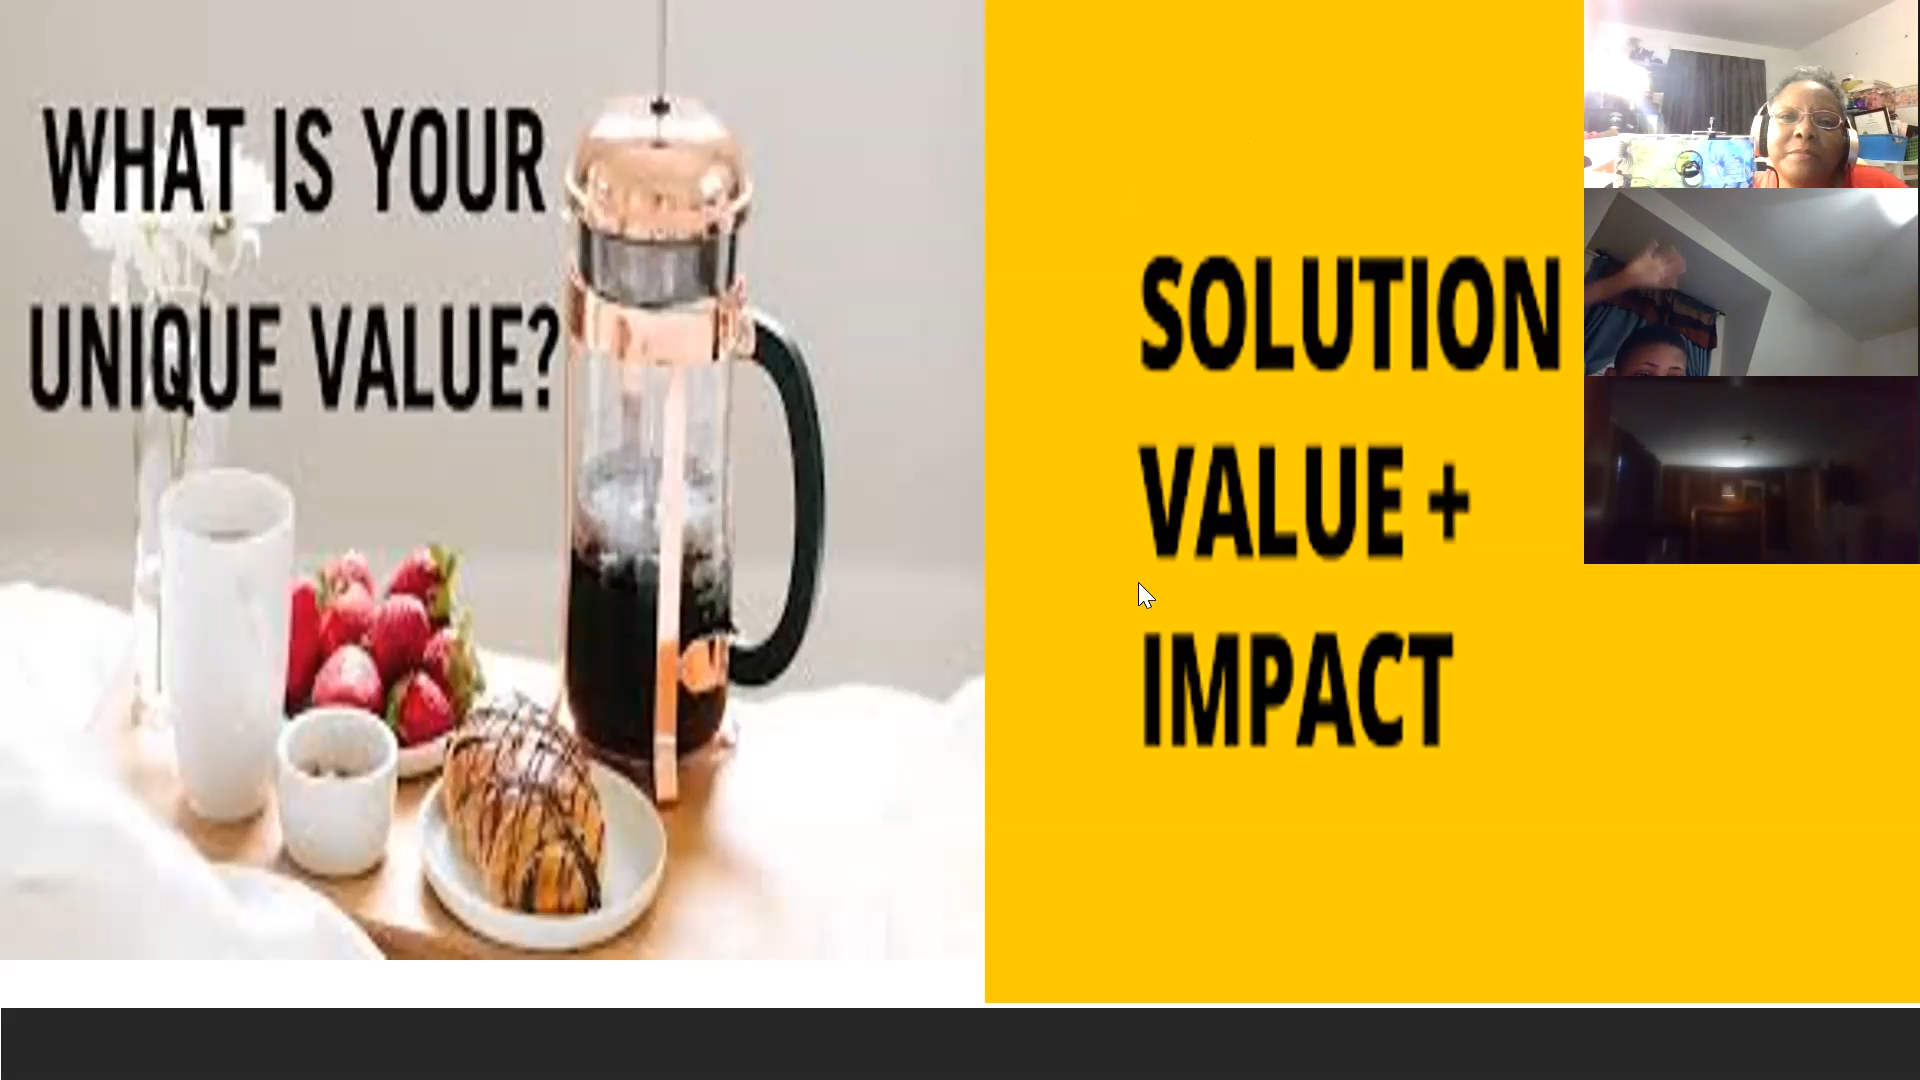 WHAT IS YOUR
UNIQUE VALUE?
SOLUTION
VALUE +
IMPACT